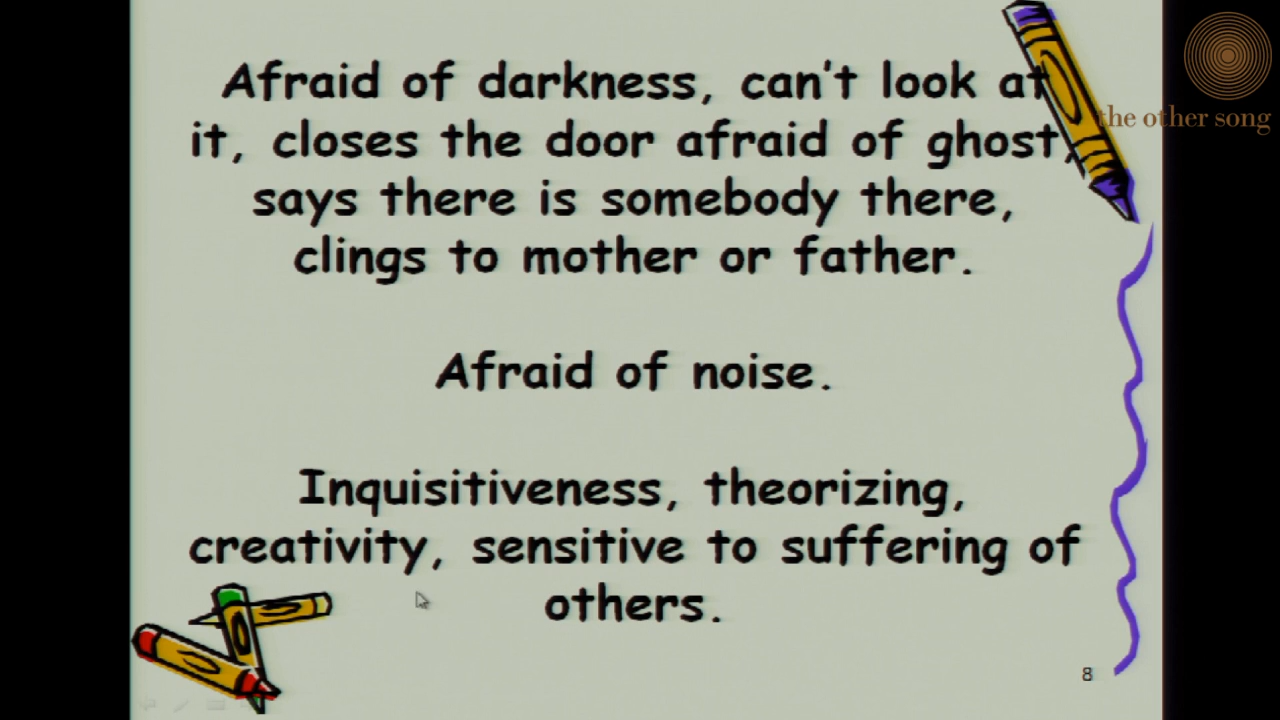 Afraid of darkness, can't look at
it, closes the door afraid of ghost,
says there is somebody there,
clings to mother or father.
Afraid of noise.
Inquisitiveness, theorizing,
creativity, sensitive to suffering of
others.
8
the other song